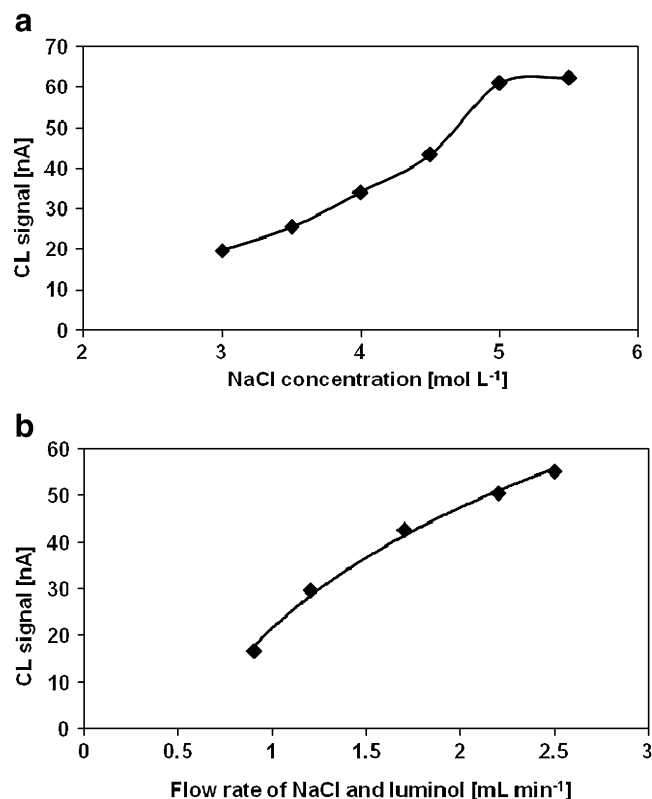 a
70
60
50
40
30
20
10
0
CL signal [nA]
2 3 4 5 6
NaCl concentration [mol L-1]
b
60
50
40
30
20
10
0
CL signal [nA]
0 0.5 1 1.5 2 2.5 3
Flow rate of NaCl and luminol [mL min-1]